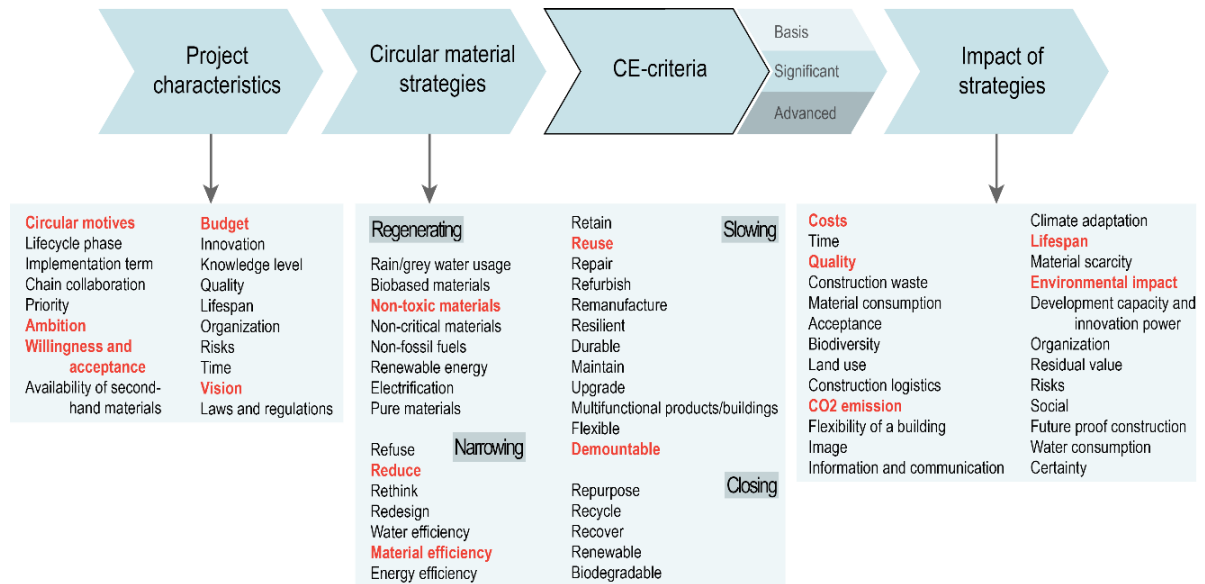 Project
characteristics
Circular material
strategies
CE-criteria
Basis
Significant
Advanced
Impact of
strategies
Circular motives
Lifecycle phase
Implementation term
Chain collaboration
Priority
Ambition
Willingness and
acceptance
Availability of second-
hand materials
Budget
Innovation
Knowledge level
Quality
Lifespan
Organization
Risks
Time
Vision
Laws and regulations
Regenerating
Rain/grey water usage
Biobased materials
Non-toxic materials
Non-critical materials
Non-fossil fuels
Renewable energy
Electrification
Pure materials
Narrowing
Refuse
Reduce
Rethink
Redesign
Water efficiency
Material efficiency
Energy efficiency
Slowing
Retain
Reuse
Repair
Refurbish
Remanufacture
Resilient
Durable
Maintain
Upgrade
Multifunctional products/buildings
Flexible
Demountable
Closing
Repurpose
Recycle
Recover
Renewable
Biodegradable
Costs
Time
Quality
Construction waste
Material consumption
Acceptance
Biodiversity
Land use
Construction logistics
CO2 emission
Flexibility of a building
Image
Information and communication
Climate adaptation
Lifespan
Material scarcity
Environmental impact
Development capacity and
innovation power
Organization
Residual value
Risks
Social
Future proof construction
Water consumption
Certainty